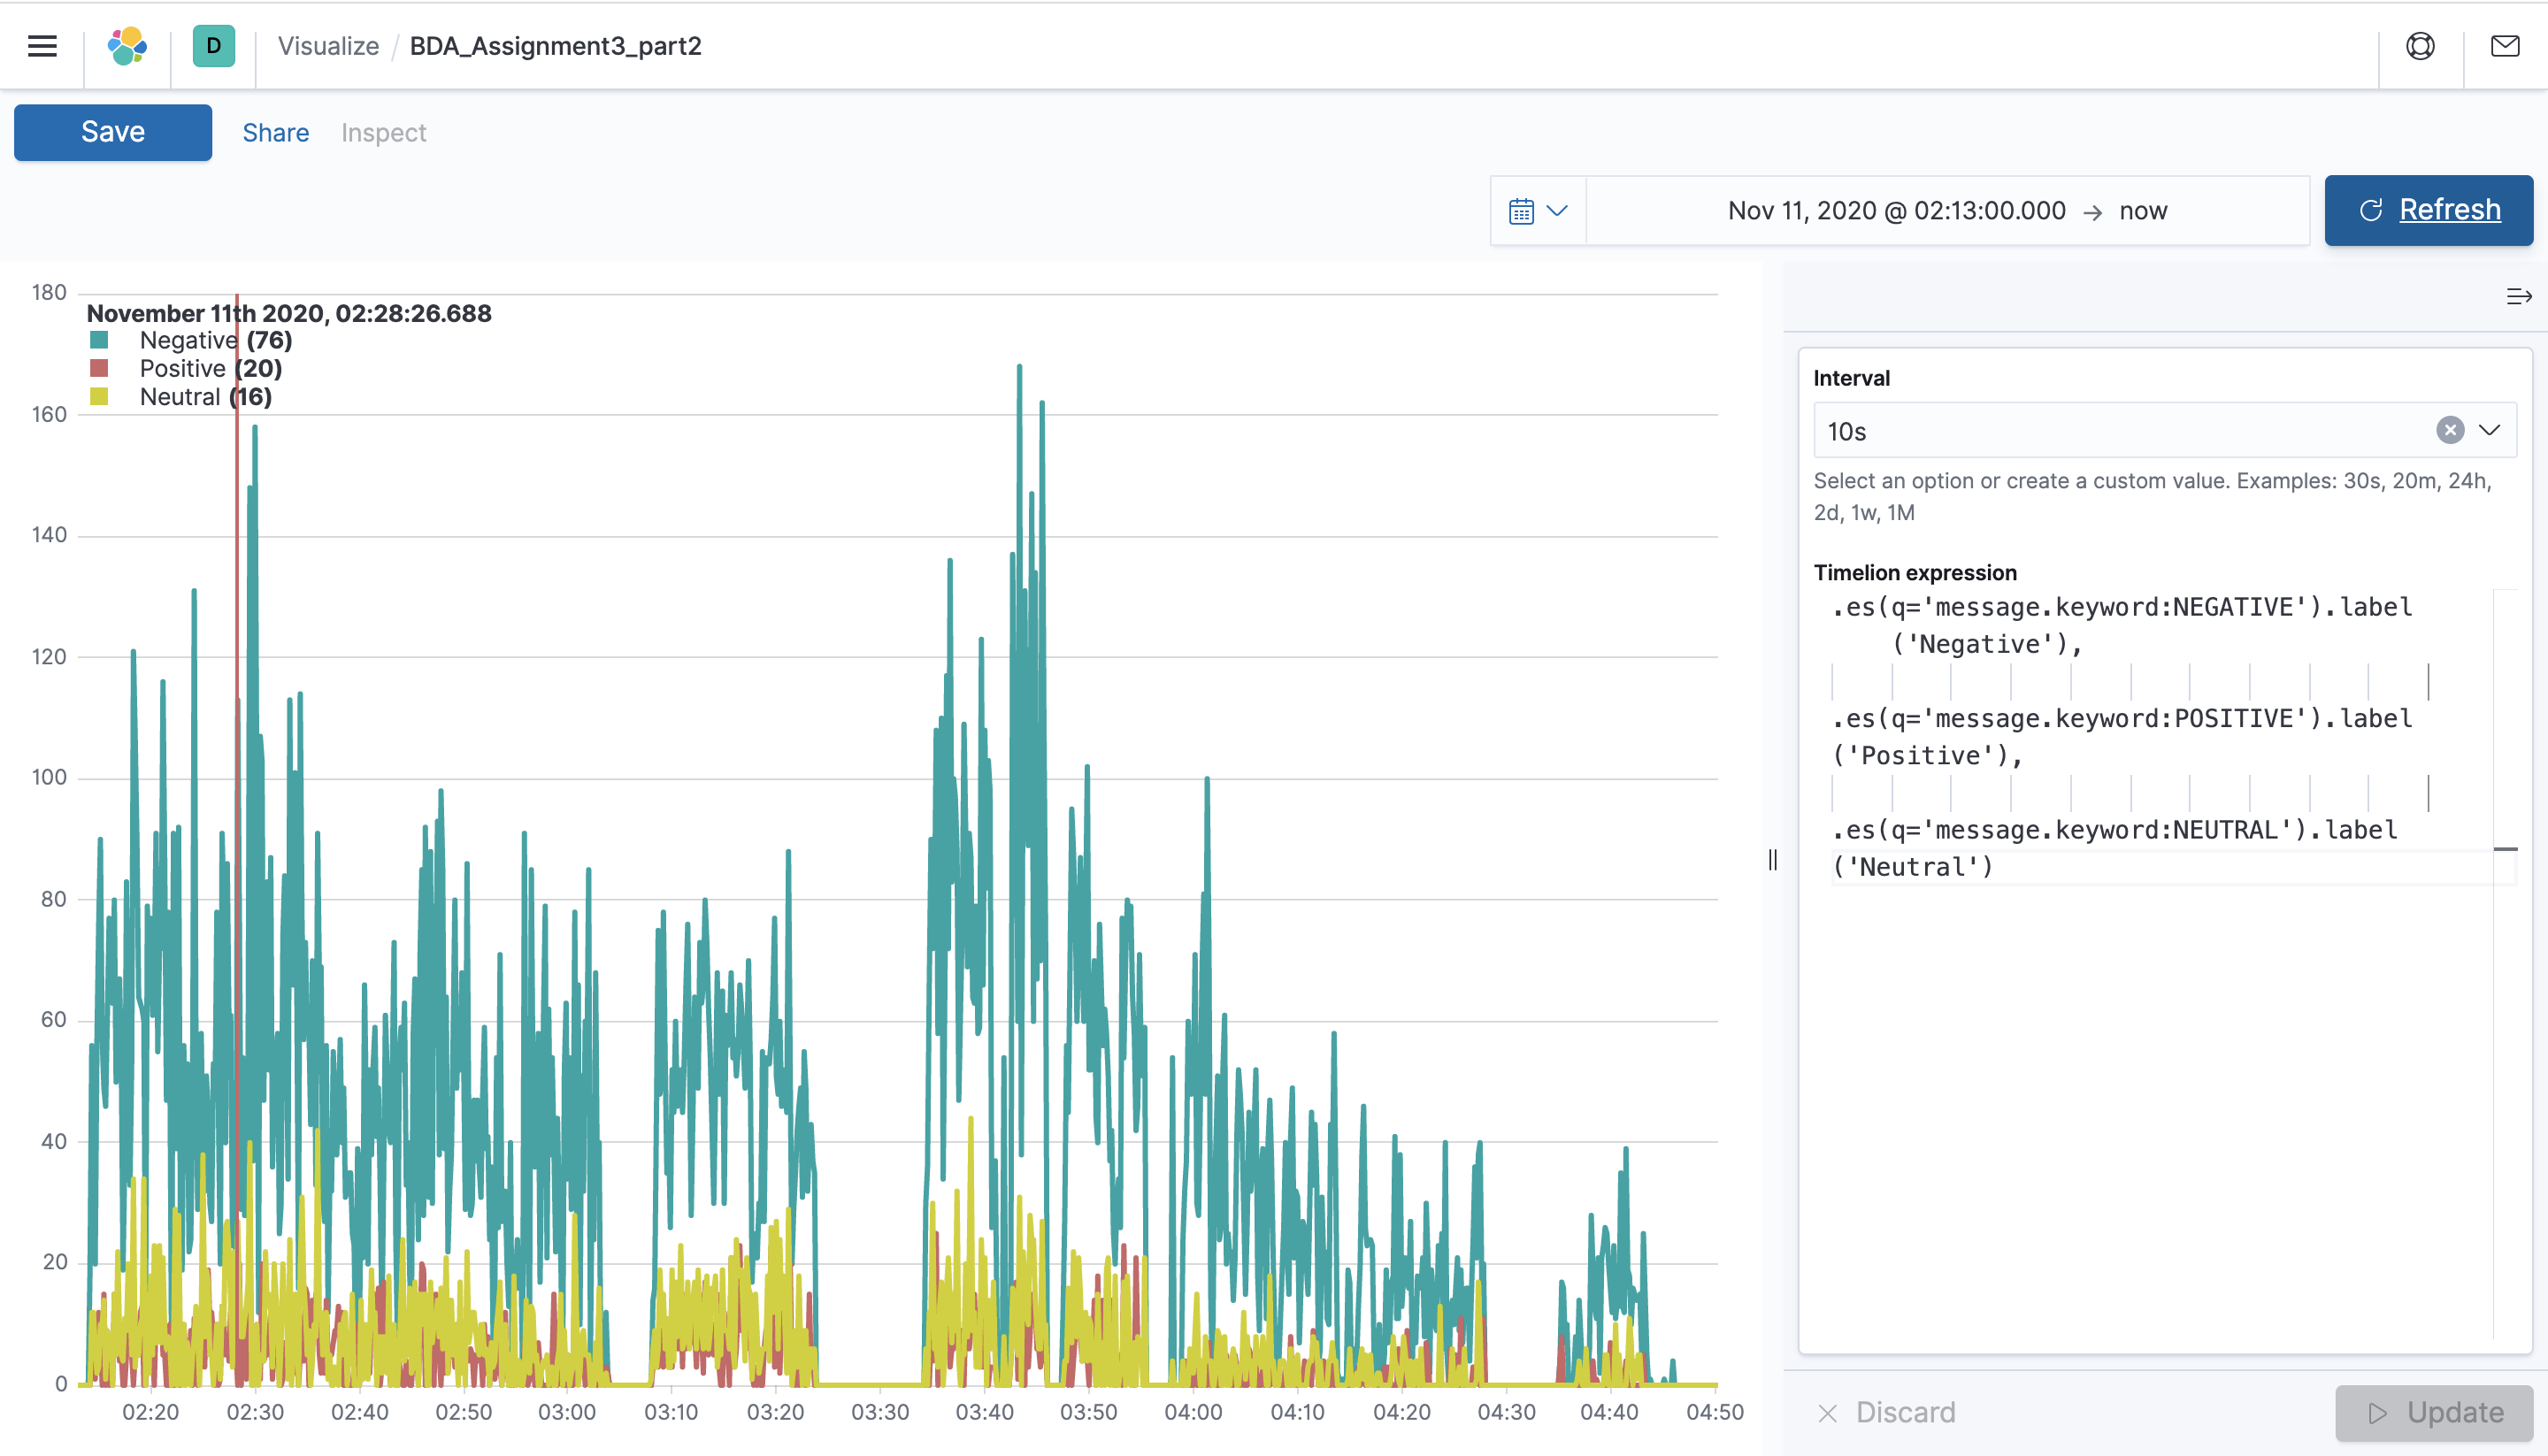 D Visualize / BDA_Assignment3_part2
Save Share Inspect
Nov 11, 2020 @ 02:13:00.000 → now Refresh
November 11th 2020, 02:28:26.688
Negative (76)
Positive (20)
Neutral (16)
180
160
140
120
100
80
60
40
20
0
02:20 02:30 02:40 02:50 03:00 03:10 03:20 03:30 03:40 03:50 04:00 04:10 04:20 04:30 04:40 04:50
Interval
10s
Select an option or create a custom value. Examples: 30s, 20m, 24h,
2d, 1w, 1M
Timelion expression
.es(q='message.keyword:NEGATIVE').label
('Negative'),
.es(q='message.keyword:POSITIVE').label
('Positive'),
.es(q='message.keyword:NEUTRAL').label
('Neutral')
Discard Update